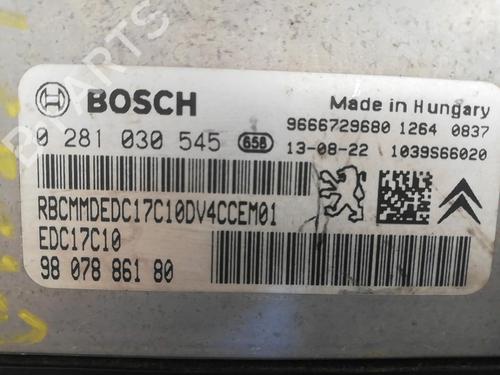 BOSCH
Made in Hungary
0 281 030 545 658
9666729680 1264 0837
13-08-22 1039S66020
RBCMMDEDC17C10DV4CCEM01
EDC17C10
98 078 861 80